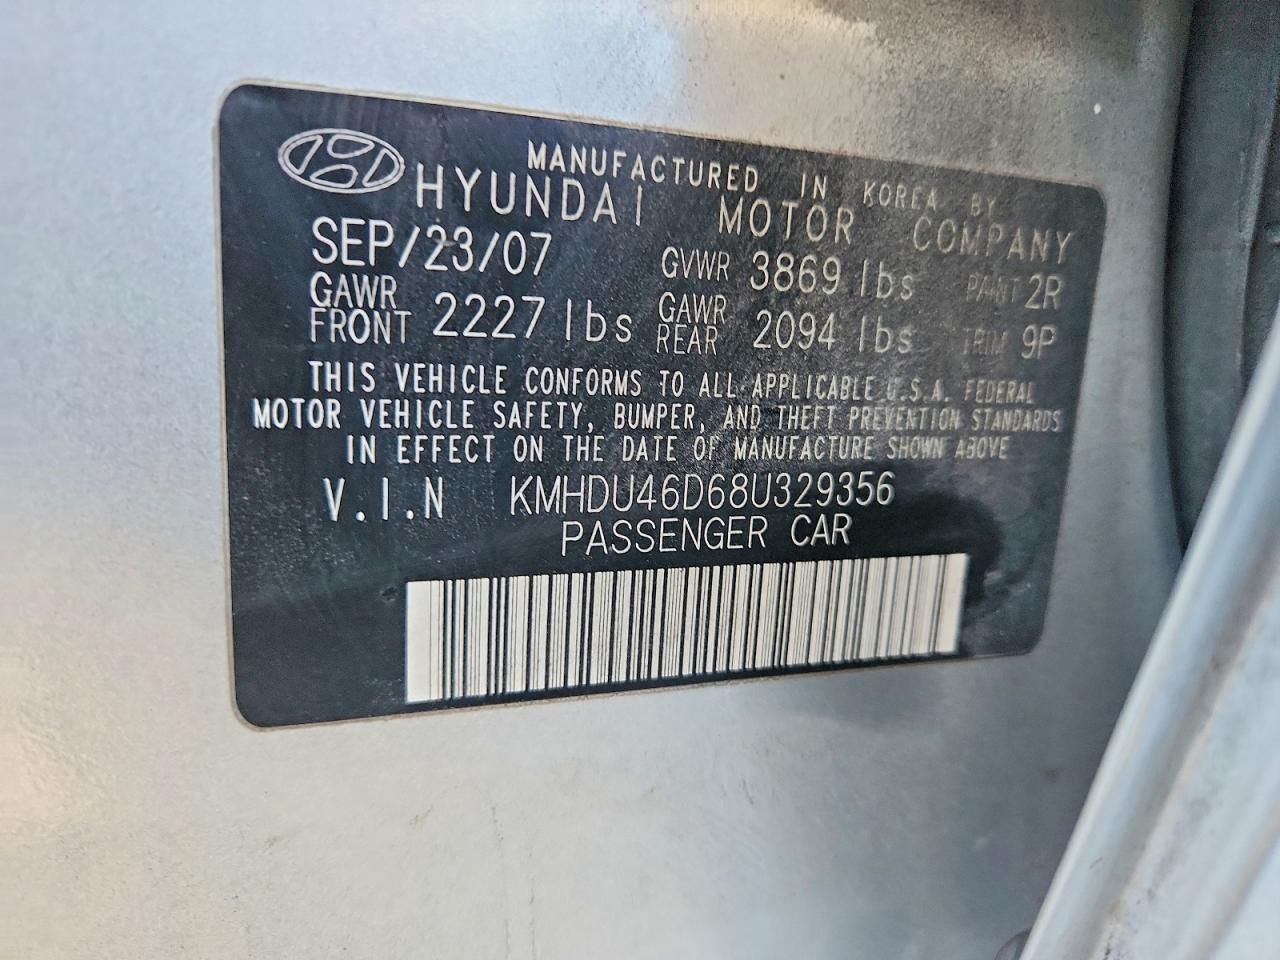 MANUFACTURED IN KOREA BY
HYUNDAI MOTOR COMPANY
SEP/23/07 GVWR 3869 lbs PAINT 2R
GAWR FRONT 2227 lbs GAWR REAR 2094 lbs TRIM 9P
THIS VEHICLE CONFORMS TO ALL APPLICABLE U.S.A. FEDERAL
MOTOR VEHICLE SAFETY, BUMPER, AND THEFT PREVENTION STANDARDS
IN EFFECT ON THE DATE OF MANUFACTURE SHOWN ABOVE
V.I.N KMHDU46D68U329356
PASSENGER CAR